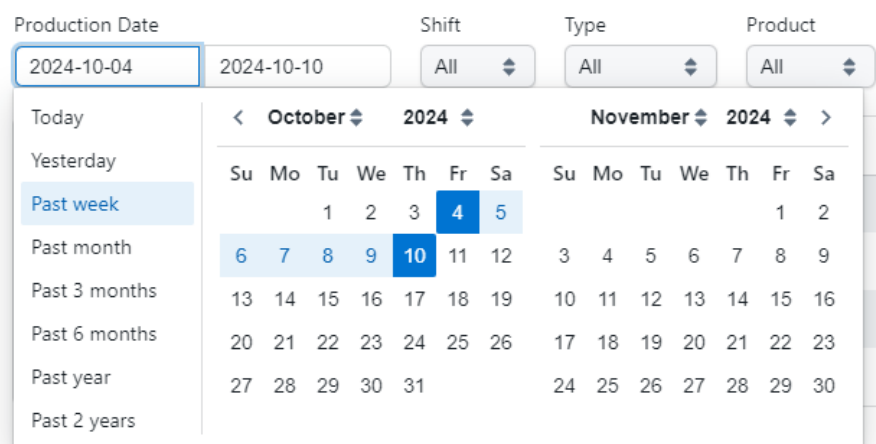 Production Date Shift Type Product
2024-10-04 2024-10-10 All All All
Today
Yesterday
Past week
Past month
Past 3 months
Past 6 months
Past year
Past 2 years
October 2024
Su Mo Tu We Th Fr Sa
1 2 3 4 5
6 7 8 9 10 11 12
13 14 15 16 17 18 19
20 21 22 23 24 25 26
27 28 29 30 31
November 2024
Su Mo Tu We Th Fr Sa
1 2
3 4 5 6 7 8 9
10 11 12 13 14 15 16
17 18 19 20 21 22 23
24 25 26 27 28 29 30